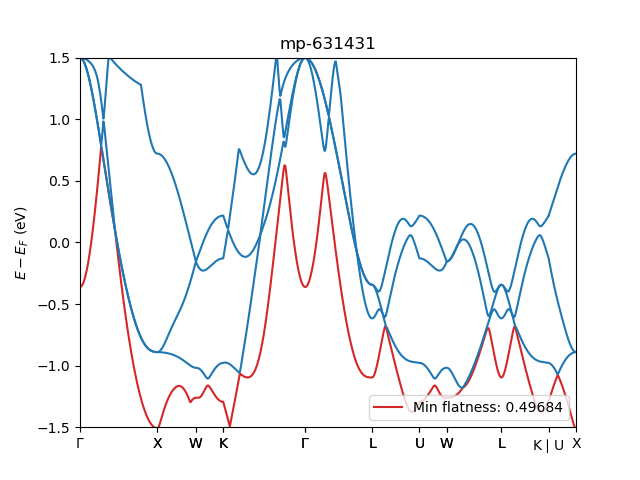 mp-631431
1.5
1.0
0.5
0.0
−0.5
−1.0
−1.5
E − E_F (eV)
Min flatness: 0.49684
Γ X W K Γ L U W L K | U X